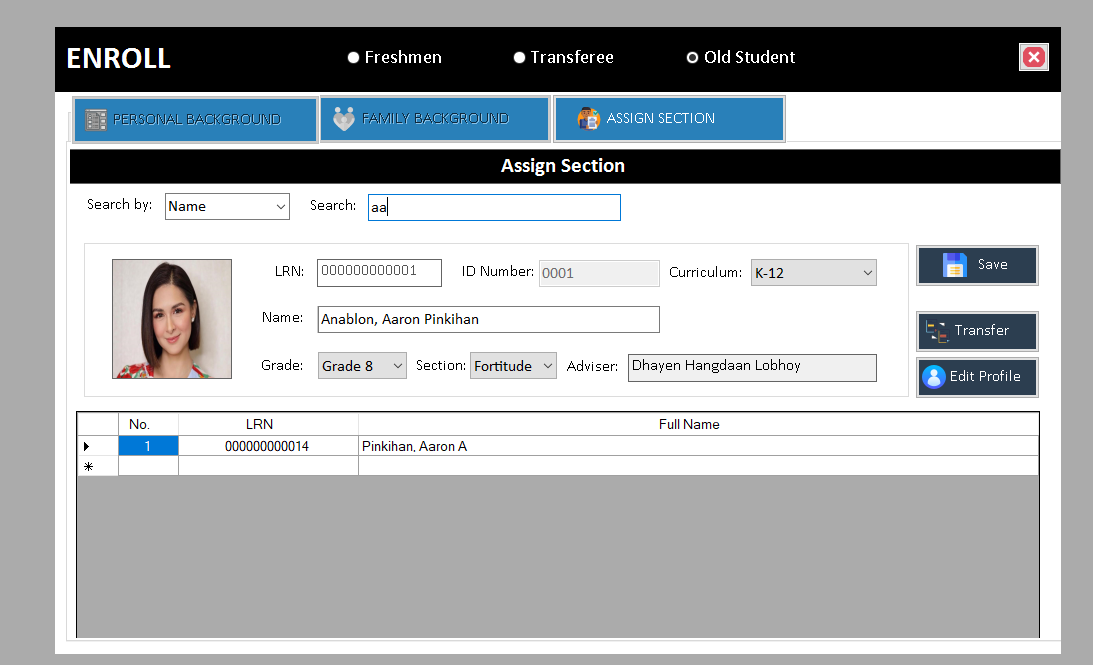 ENROLL Freshmen Transferee Old Student
PERSONAL BACKGROUND FAMILY BACKGROUND ASSIGN SECTION
Assign Section
Search by: Name Search: aa
LRN: 000000000001 ID Number: 0001 Curriculum: K-12 Save
Name: Anablon, Aaron Pinkihan Transfer
Grade: Grade 8 Section: Fortitude Adviser: Dhayen Hangdaan Lobhoy Edit Profile
No. LRN Full Name
1 000000000014 Pinkihan, Aaron A